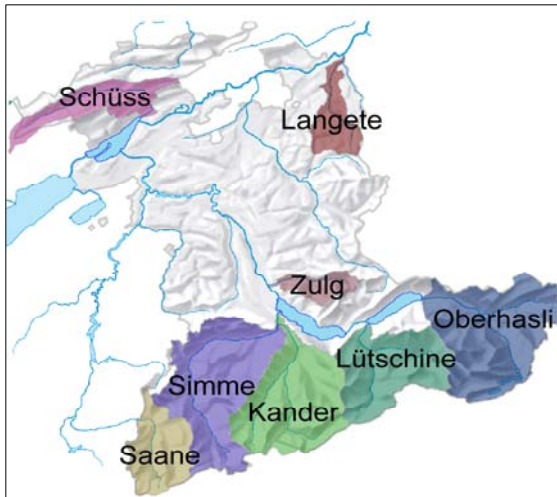 Schüss
Langete
Zulg
Oberhasli
Lütschine
Simme
Kander
Saane